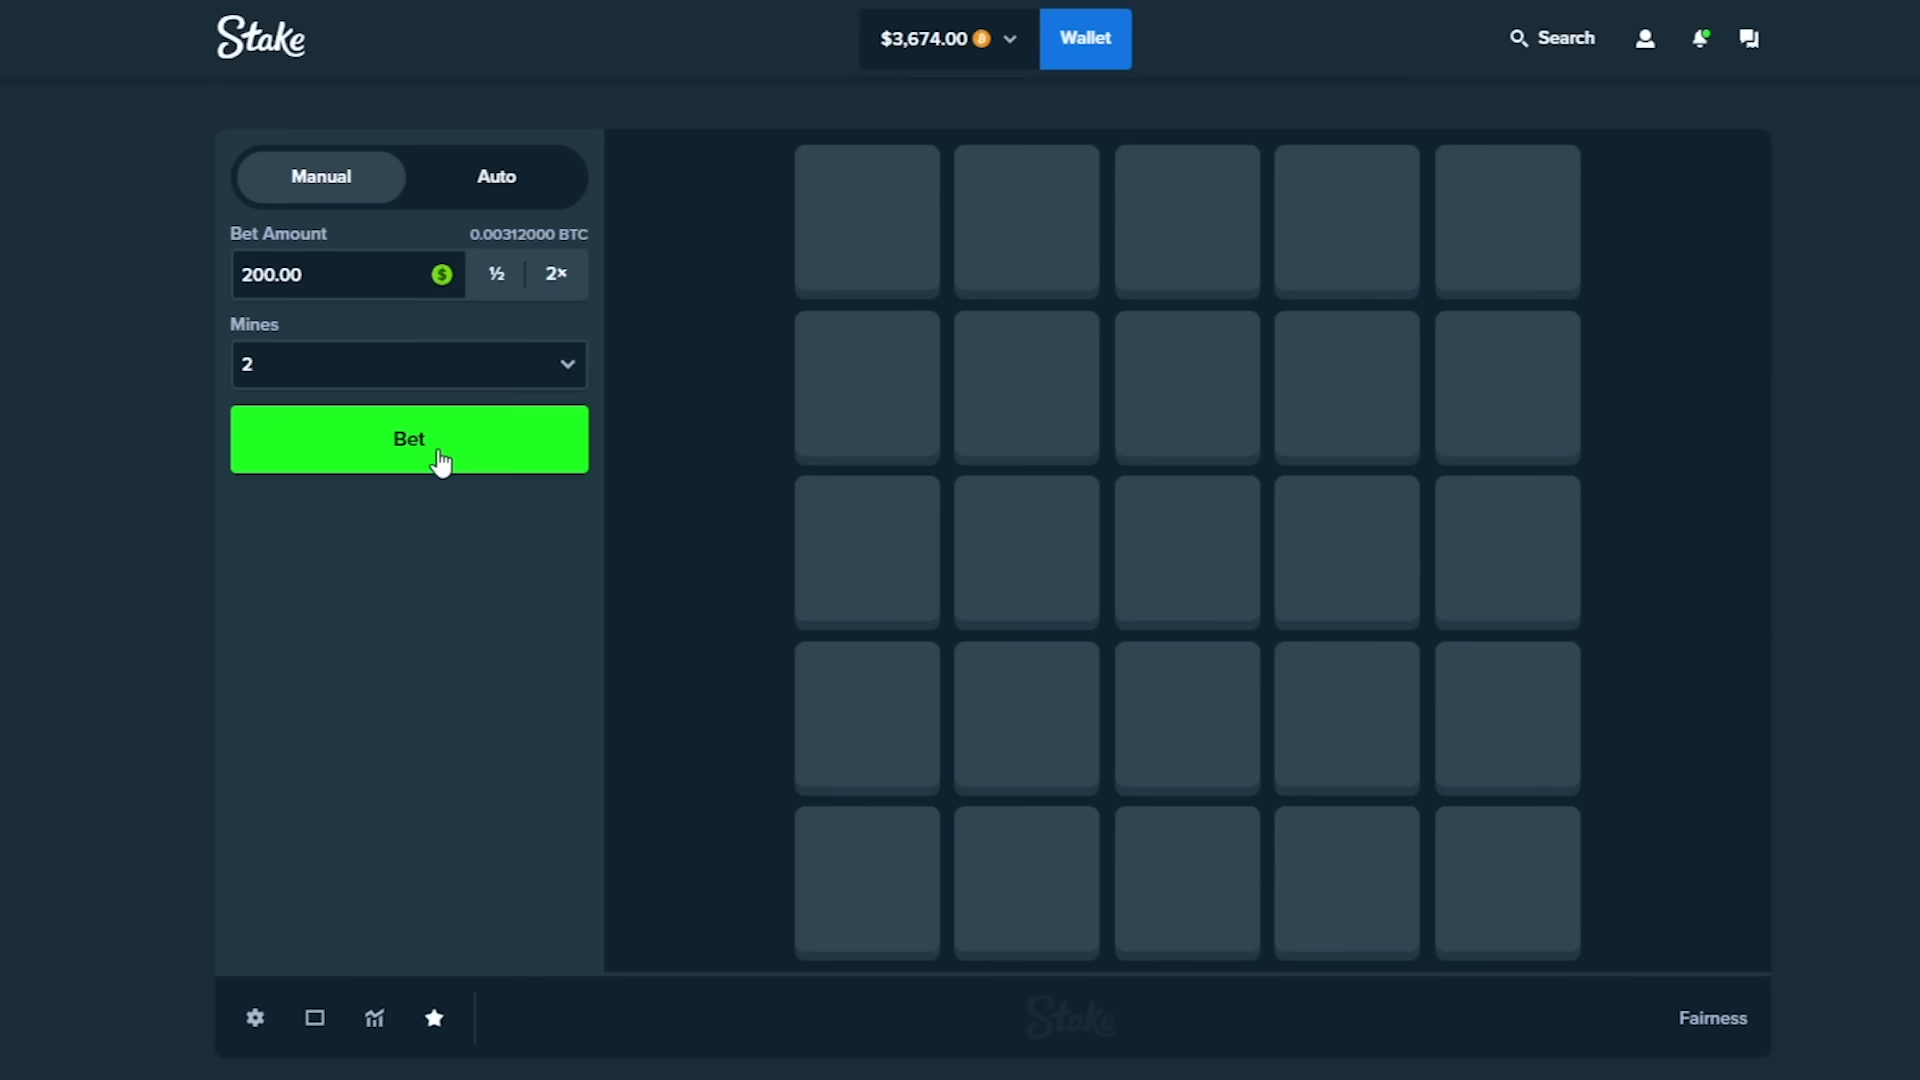 Stake
$3,674.00
Wallet
Search
Manual
Auto
Bet Amount
0.00312000 BTC
200.00
$
½
2×
Mines
2
Bet
Stake
Fairness